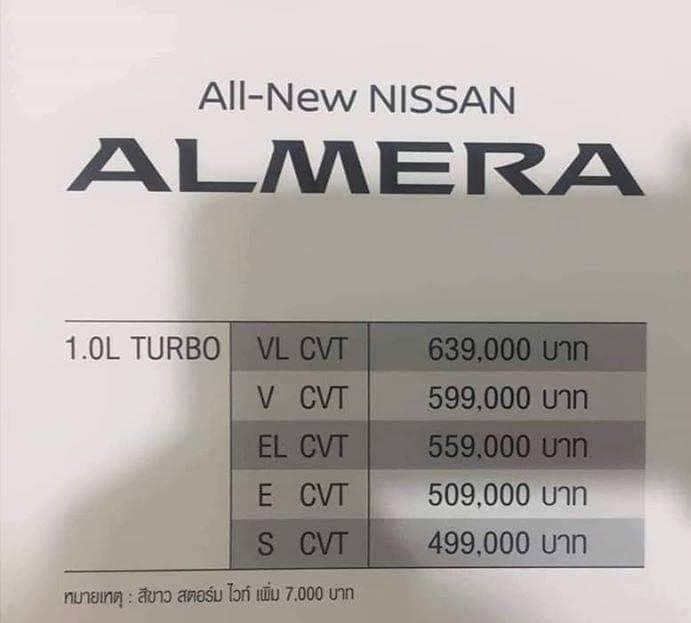 All-New NISSAN
ALMERA
1.0L TURBO VL CVT 639,000 บาท
V CVT 599,000 บาท
EL CVT 559,000 บาท
E CVT 509,000 บาท
S CVT 499,000 บาท
หมายเหตุ : สีขาว สตอร์ม ไวท์ เพิ่ม 7,000 บาท